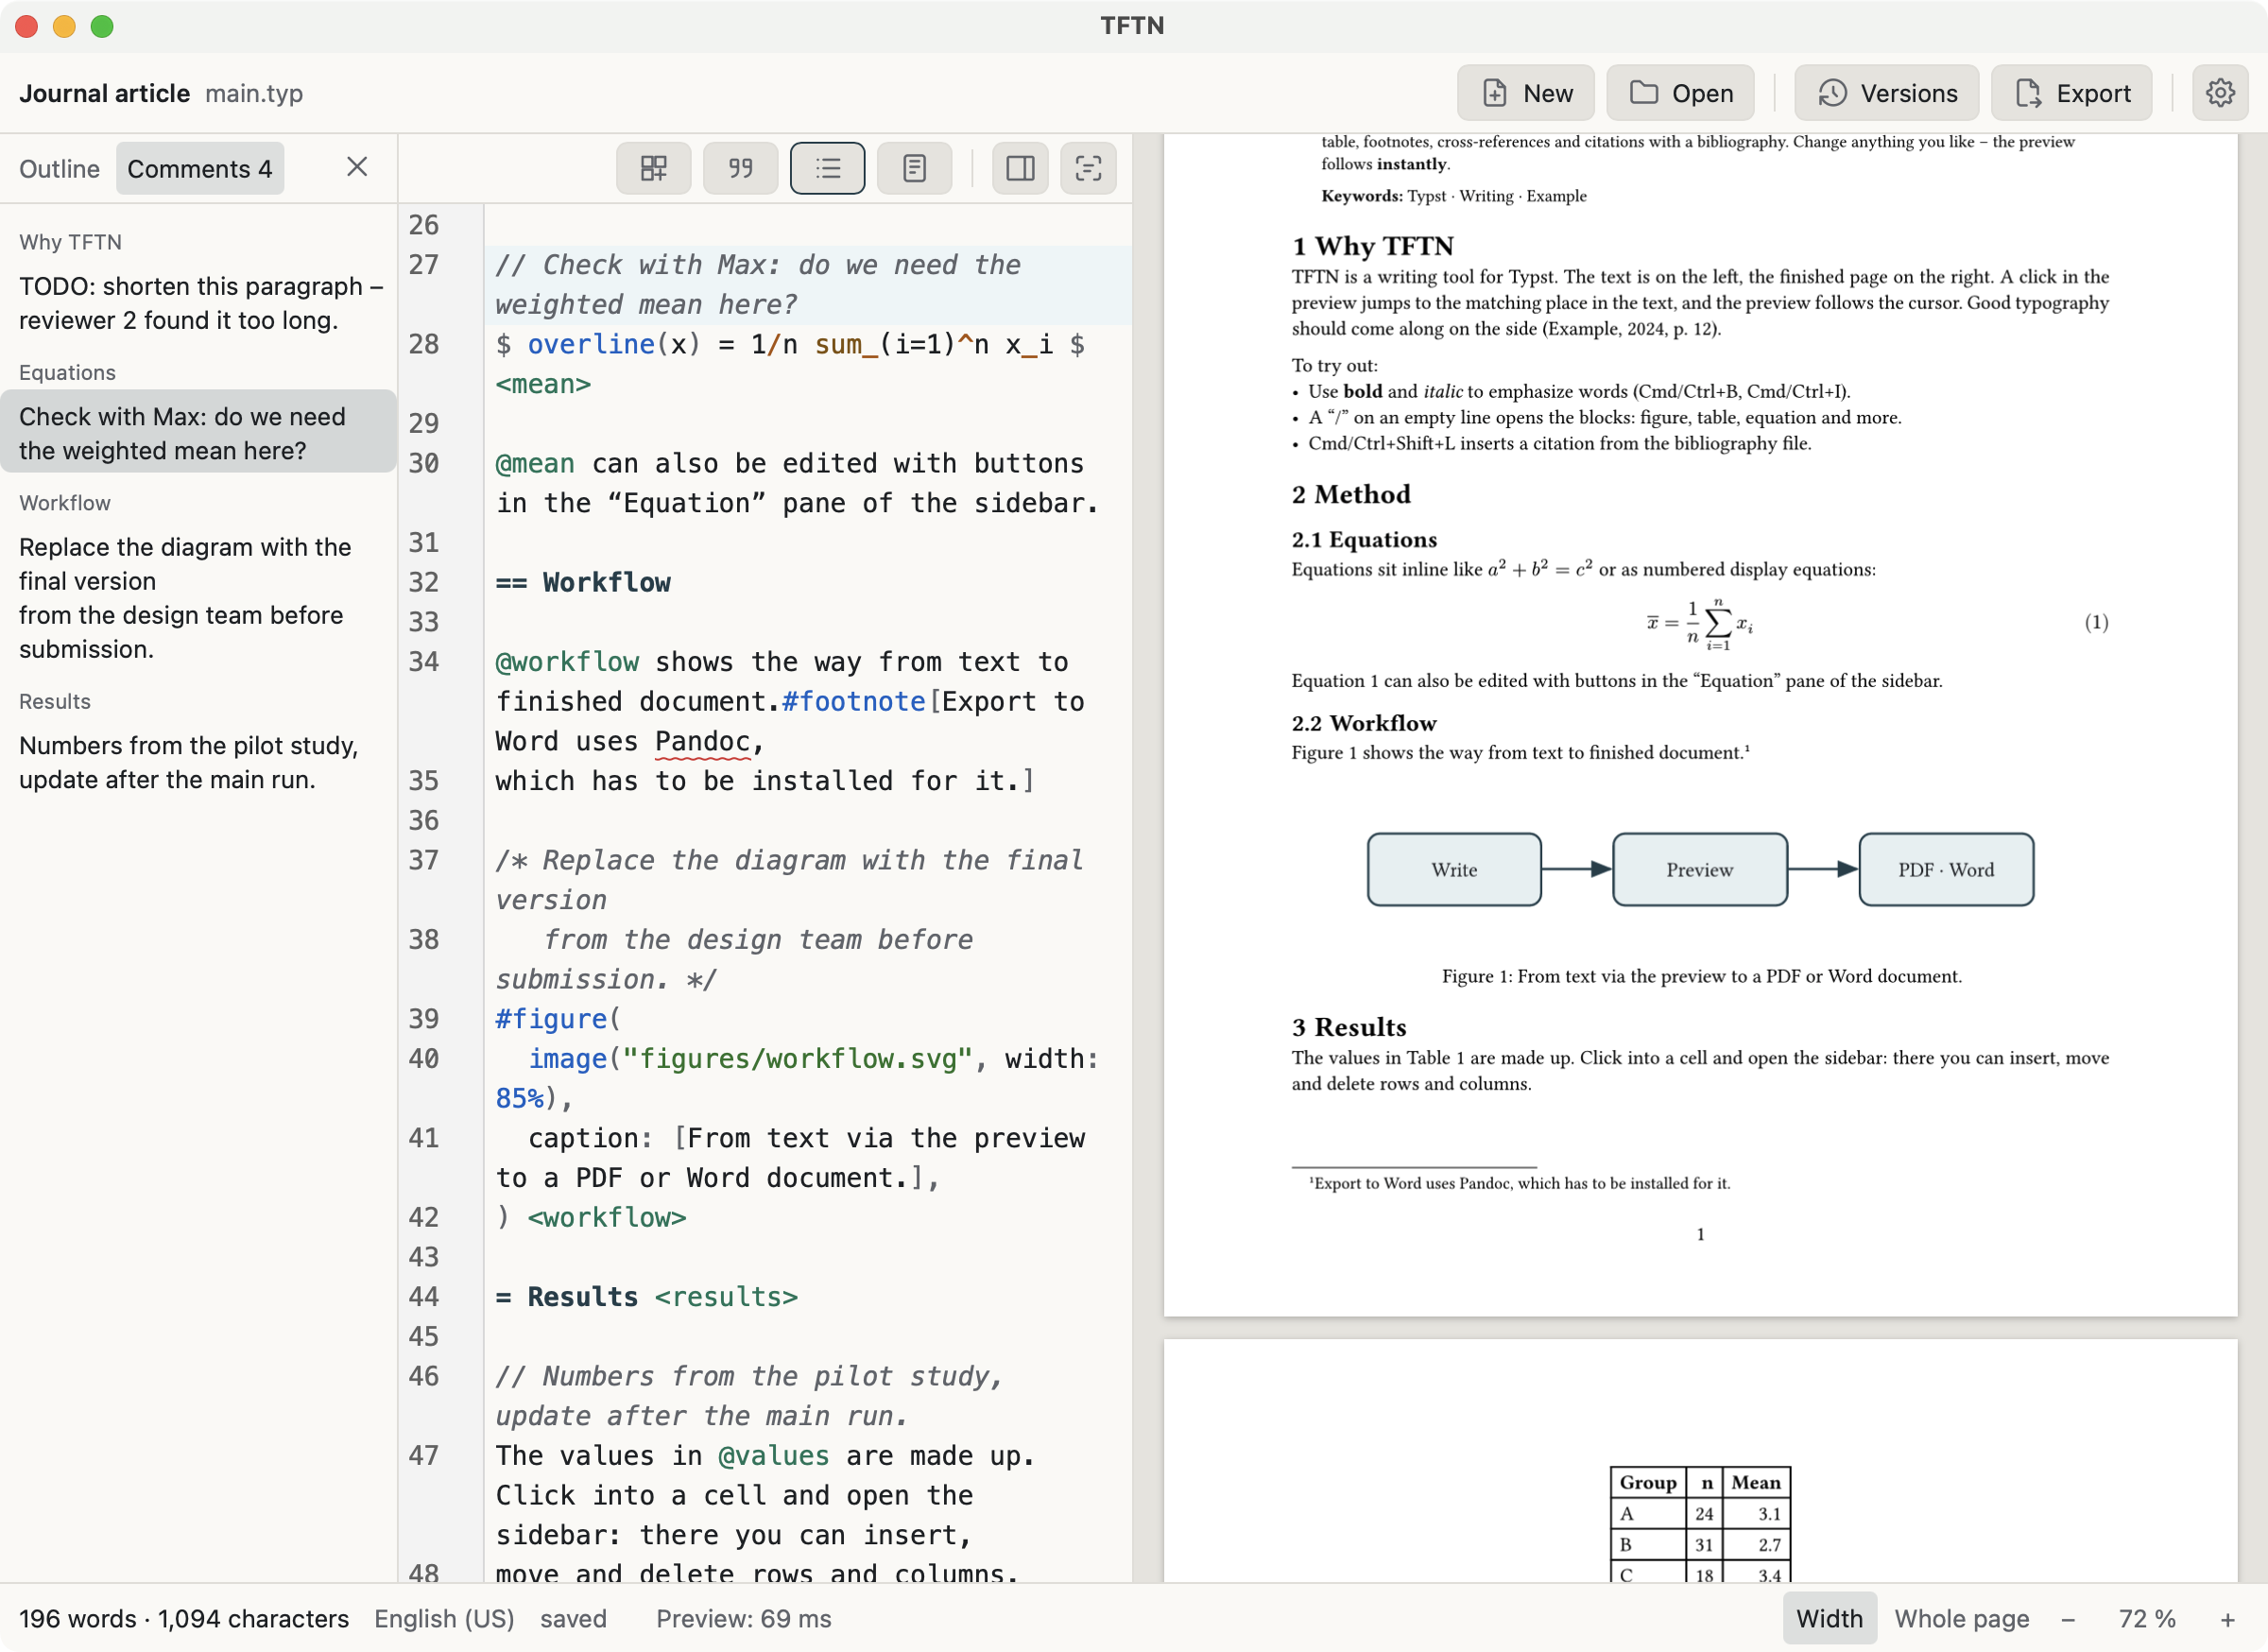 TFTN
Journal article main.typ
New
Open
Versions
Export
Outline
Comments 4
Why TFTN
TODO: shorten this paragraph –
reviewer 2 found it too long.
Equations
Check with Max: do we need
the weighted mean here?
Workflow
Replace the diagram with the
final version
from the design team before
submission.
Results
Numbers from the pilot study,
update after the main run.
26
27 // Check with Max: do we need the
weighted mean here?
28 $ overline(x) = 1/n sum_(i=1)^n x_i $
<mean>
29
30 @mean can also be edited with buttons
in the “Equation” pane of the sidebar.
31
32 == Workflow
33
34 @workflow shows the way from text to
finished document.#footnote[Export to
Word uses Pandoc,
35 which has to be installed for it.]
36
37 /* Replace the diagram with the final
version
38 from the design team before
submission. */
39 #figure(
40 image("figures/workflow.svg", width:
85%),
41 caption: [From text via the preview
to a PDF or Word document.],
42 ) <workflow>
43
44 = Results <results>
45
46 // Numbers from the pilot study,
update after the main run.
47 The values in @values are made up.
Click into a cell and open the
sidebar: there you can insert,
48 move and delete rows and columns.
table, footnotes, cross-references and citations with a bibliography. Change anything you like – the preview
follows instantly.
Keywords: Typst · Writing · Example
1 Why TFTN
TFTN is a writing tool for Typst. The text is on the left, the finished page on the right. A click in the
preview jumps to the matching place in the text, and the preview follows the cursor. Good typography
should come along on the side (Example, 2024, p. 12).
To try out:
• Use bold and italic to emphasize words (Cmd/Ctrl+B, Cmd/Ctrl+I).
• A “/” on an empty line opens the blocks: figure, table, equation and more.
• Cmd/Ctrl+Shift+L inserts a citation from the bibliography file.
2 Method
2.1 Equations
Equations sit inline like a² + b² = c² or as numbered display equations:
x̅ = 1/n ∑_{i=1}^{n} x_i (1)
Equation 1 can also be edited with buttons in the “Equation” pane of the sidebar.
2.2 Workflow
Figure 1 shows the way from text to finished document.¹
Write
Preview
PDF · Word
Figure 1: From text via the preview to a PDF or Word document.
3 Results
The values in Table 1 are made up. Click into a cell and open the sidebar: there you can insert, move
and delete rows and columns.
¹Export to Word uses Pandoc, which has to be installed for it.
1
Group n Mean
A 24 3.1
B 31 2.7
C 18 3.4
196 words · 1,094 characters
English (US)
saved
Preview: 69 ms
Width
Whole page
– 72 % +